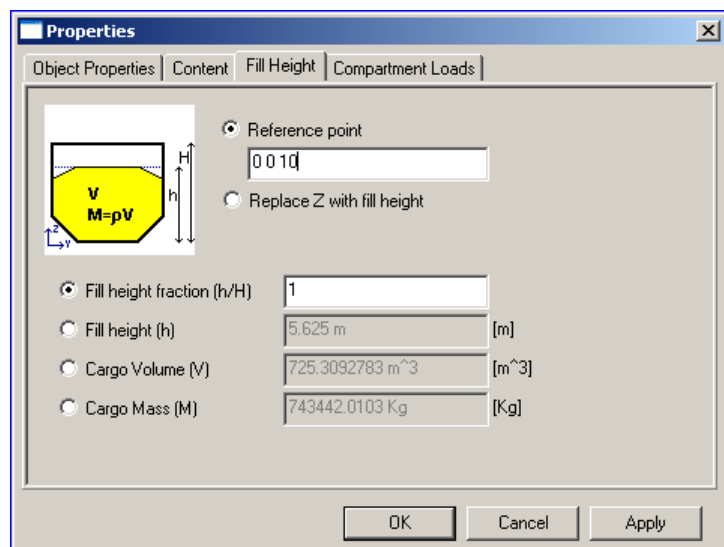 Properties
Object Properties Content Fill Height Compartment Loads
Reference point
0 0 10
Replace Z with fill height
H
h
V
M=ρV
Z
Y
Fill height fraction (h/H) 1
Fill height (h) 5.625 m [m]
Cargo Volume (V) 725.3092783 m^3 [m^3]
Cargo Mass (M) 743442.0103 Kg [Kg]
OK Cancel Apply